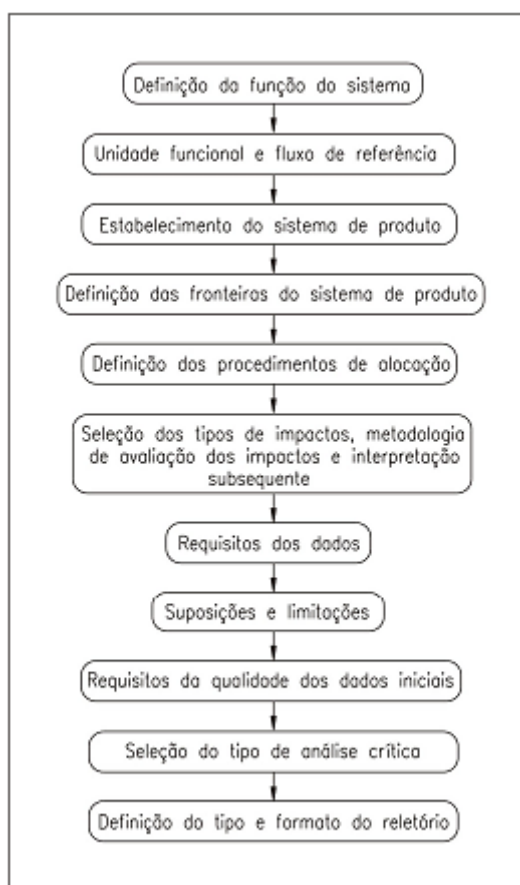 Definição da função do sistema
Unidade funcional e fluxo de referência
Estabelecimento do sistema de produto
Definição das fronteiras do sistema de produto
Definição dos procedimentos de alocação
Seleção dos tipos de impactos, metodologia
de avaliação dos impactos e interpretação
subsequente
Requisitos dos dados
Suposições e limitações
Requisitos da qualidade dos dados iniciais
Seleção do tipo de análise crítica
Definição do tipo e formato do reletório